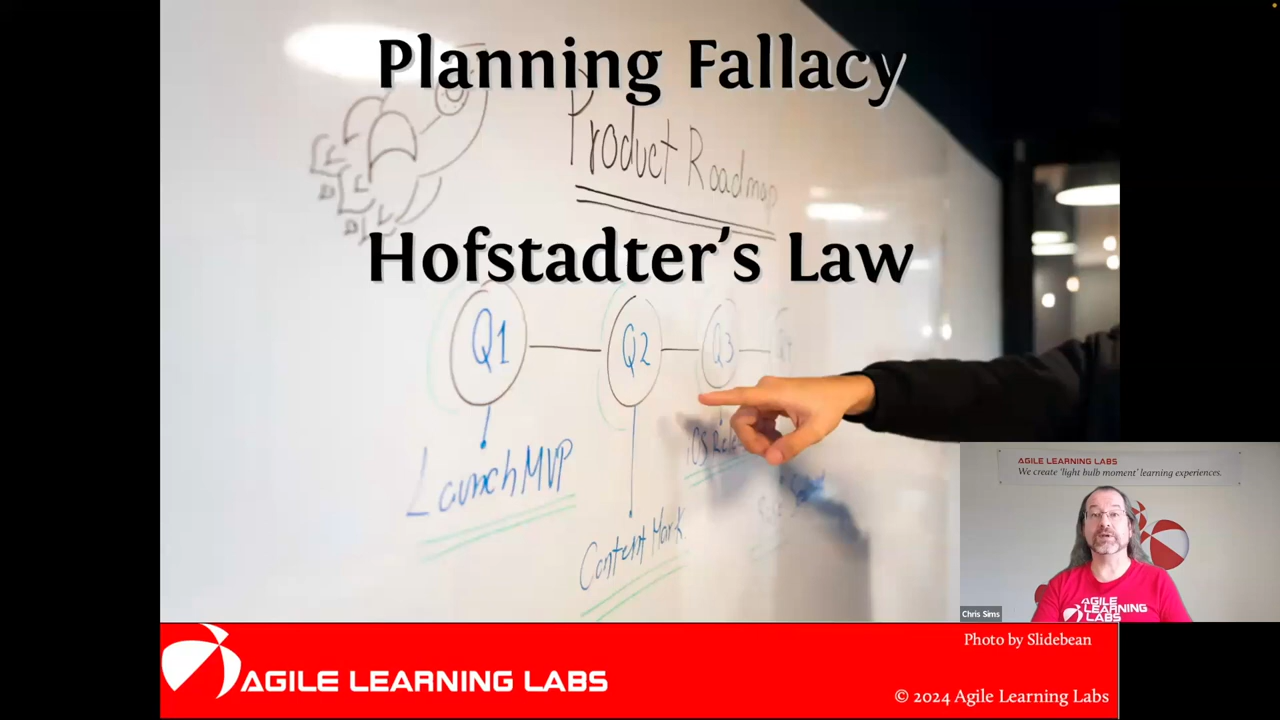 Planning Fallacy
Product Roadmap
Hofstadter's Law
Q1
Q2
Q3
Launch MVP
Content Mark.
iOS
AGILE LEARNING LABS
We create 'light bulb moment' learning experiences.
AGILE
LEARNING
LABS
Chris Sims
Photo by Slidebean
AGILE LEARNING LABS
© 2024 Agile Learning Labs